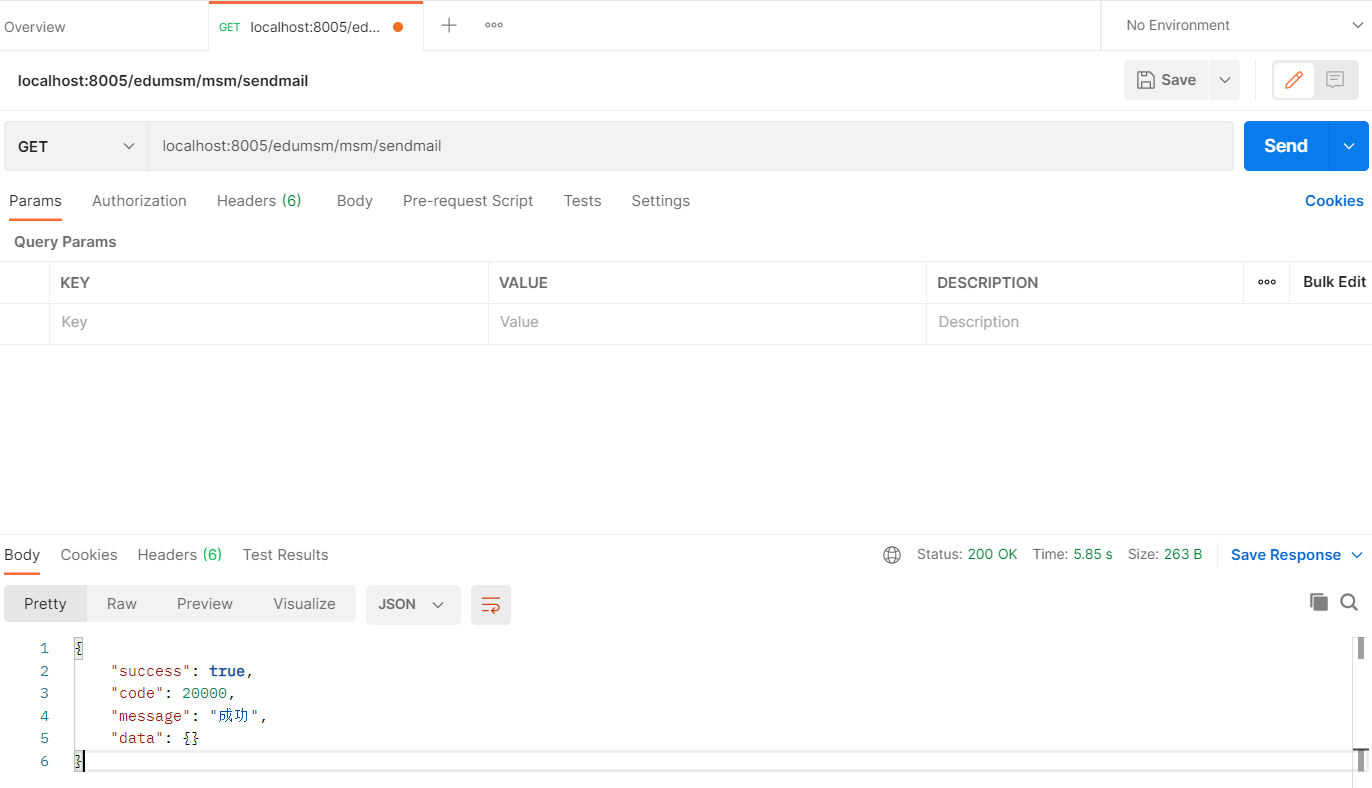 Overview GET localhost:8005/ed... No Environment
localhost:8005/edumsm/msm/sendmail Save
GET localhost:8005/edumsm/msm/sendmail Send
Params Authorization Headers (6) Body Pre-request Script Tests Settings Cookies
Query Params
KEY VALUE DESCRIPTION Bulk Edit
Key Value Description
Body Cookies Headers (6) Test Results Status: 200 OK Time: 5.85 s Size: 263 B Save Response
Pretty Raw Preview Visualize JSON
1 {
2 "success": true,
3 "code": 20000,
4 "message": "成功",
5 "data": {}
6 }